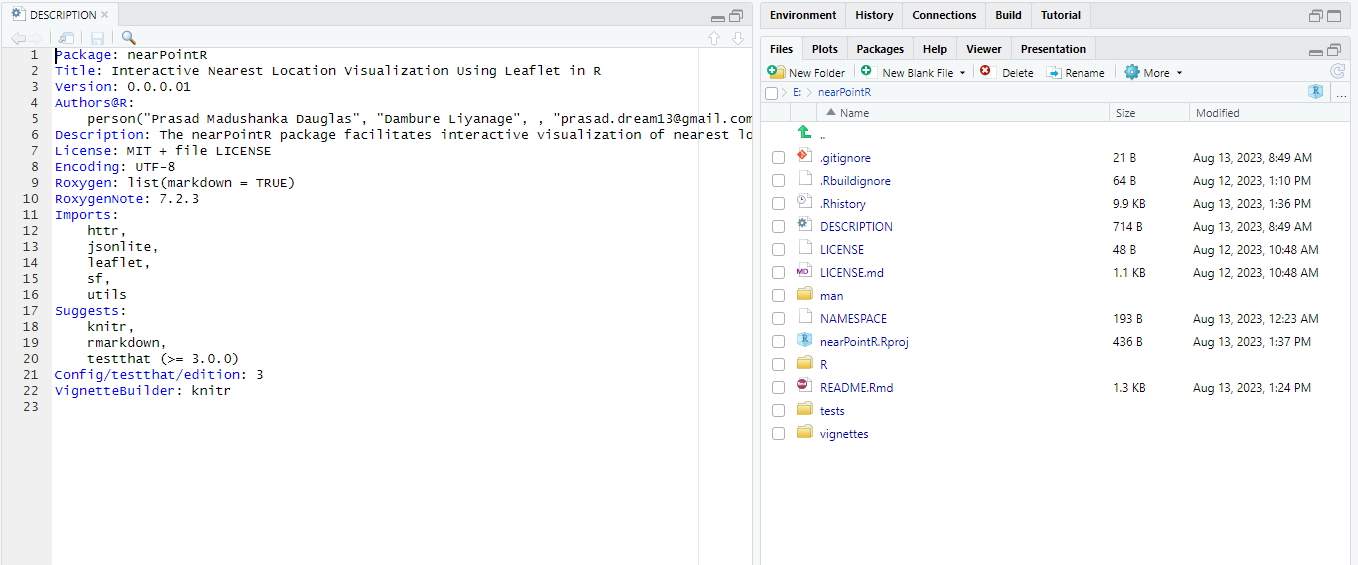 DESCRIPTION
1 Package: nearPointR
2 Title: Interactive Nearest Location Visualization Using Leaflet in R
3 Version: 0.0.0.01
4 Authors@R:
5 person("Prasad Madushanka Dauglas", "Dambure Liyanage", , "prasad.dream13@gmail.com
6 Description: The nearPointR package facilitates interactive visualization of nearest lo
7 License: MIT + file LICENSE
8 Encoding: UTF-8
9 Roxygen: list(markdown = TRUE)
10 RoxygenNote: 7.2.3
11 Imports:
12 httr,
13 jsonlite,
14 leaflet,
15 sf,
16 utils
17 Suggests:
18 knitr,
19 rmarkdown,
20 testthat (>= 3.0.0)
21 Config/testthat/edition: 3
22 VignetteBuilder: knitr
23
Environment History Connections Build Tutorial
Files Plots Packages Help Viewer Presentation
New Folder New Blank File Delete Rename More
E: nearPointR R ...
Name Size Modified
..
.gitignore 21 B Aug 13, 2023, 8:49 AM
.Rbuildignore 64 B Aug 12, 2023, 1:10 PM
.Rhistory 9.9 KB Aug 13, 2023, 1:36 PM
DESCRIPTION 714 B Aug 13, 2023, 8:49 AM
LICENSE 48 B Aug 12, 2023, 10:48 AM
MD LICENSE.md 1.1 KB Aug 12, 2023, 10:48 AM
man
NAMESPACE 193 B Aug 13, 2023, 12:23 AM
R nearPointR.Rproj 436 B Aug 13, 2023, 1:37 PM
R
README.Rmd 1.3 KB Aug 13, 2023, 1:24 PM
tests
vignettes